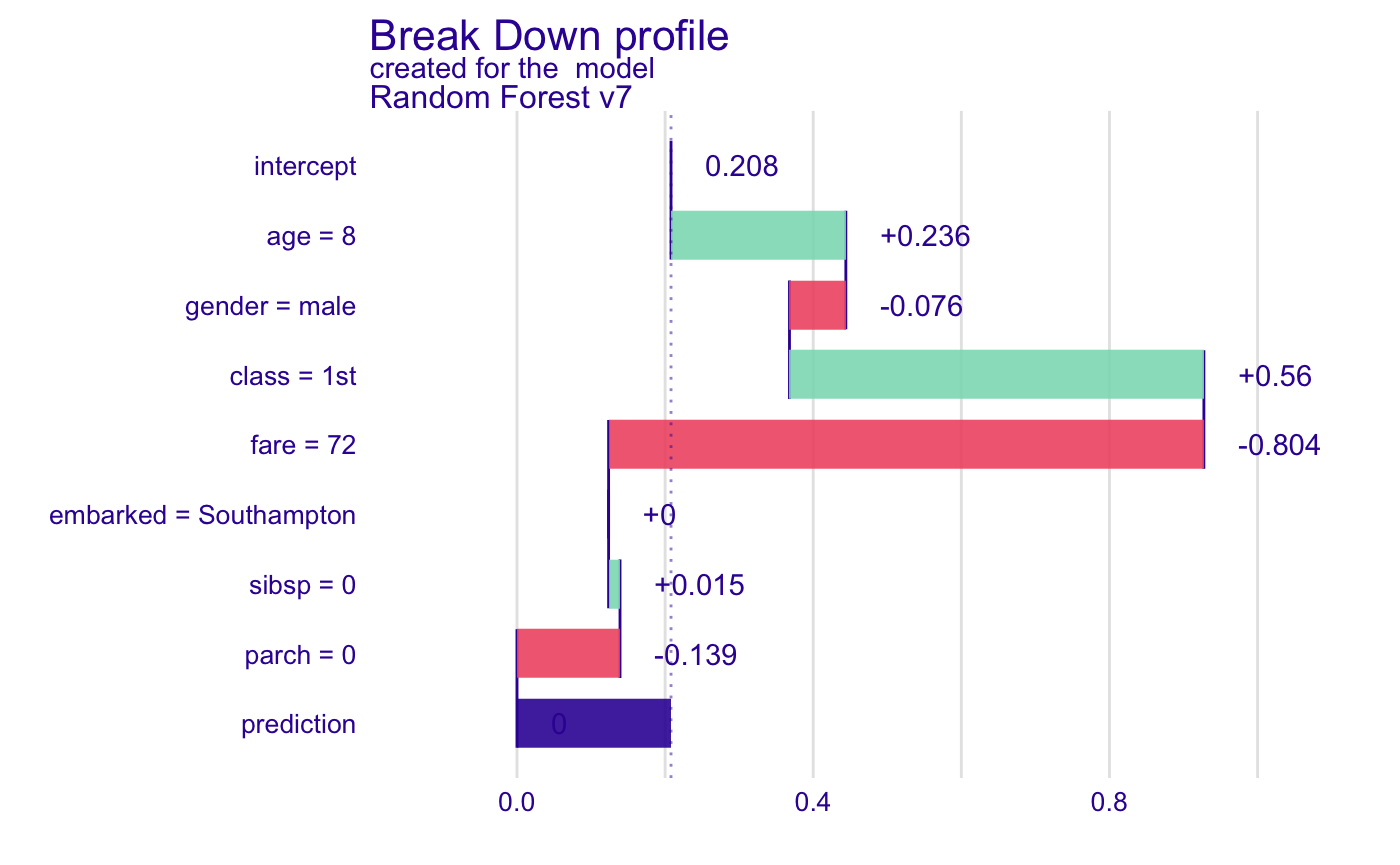 Break Down profile
created for the  model
Random Forest v7
intercept 0.208
age = 8 +0.236
gender = male -0.076
class = 1st +0.56
fare = 72 -0.804
embarked = Southampton +0
sibsp = 0 +0.015
parch = 0 -0.139
prediction 0
0.0 0.4 0.8